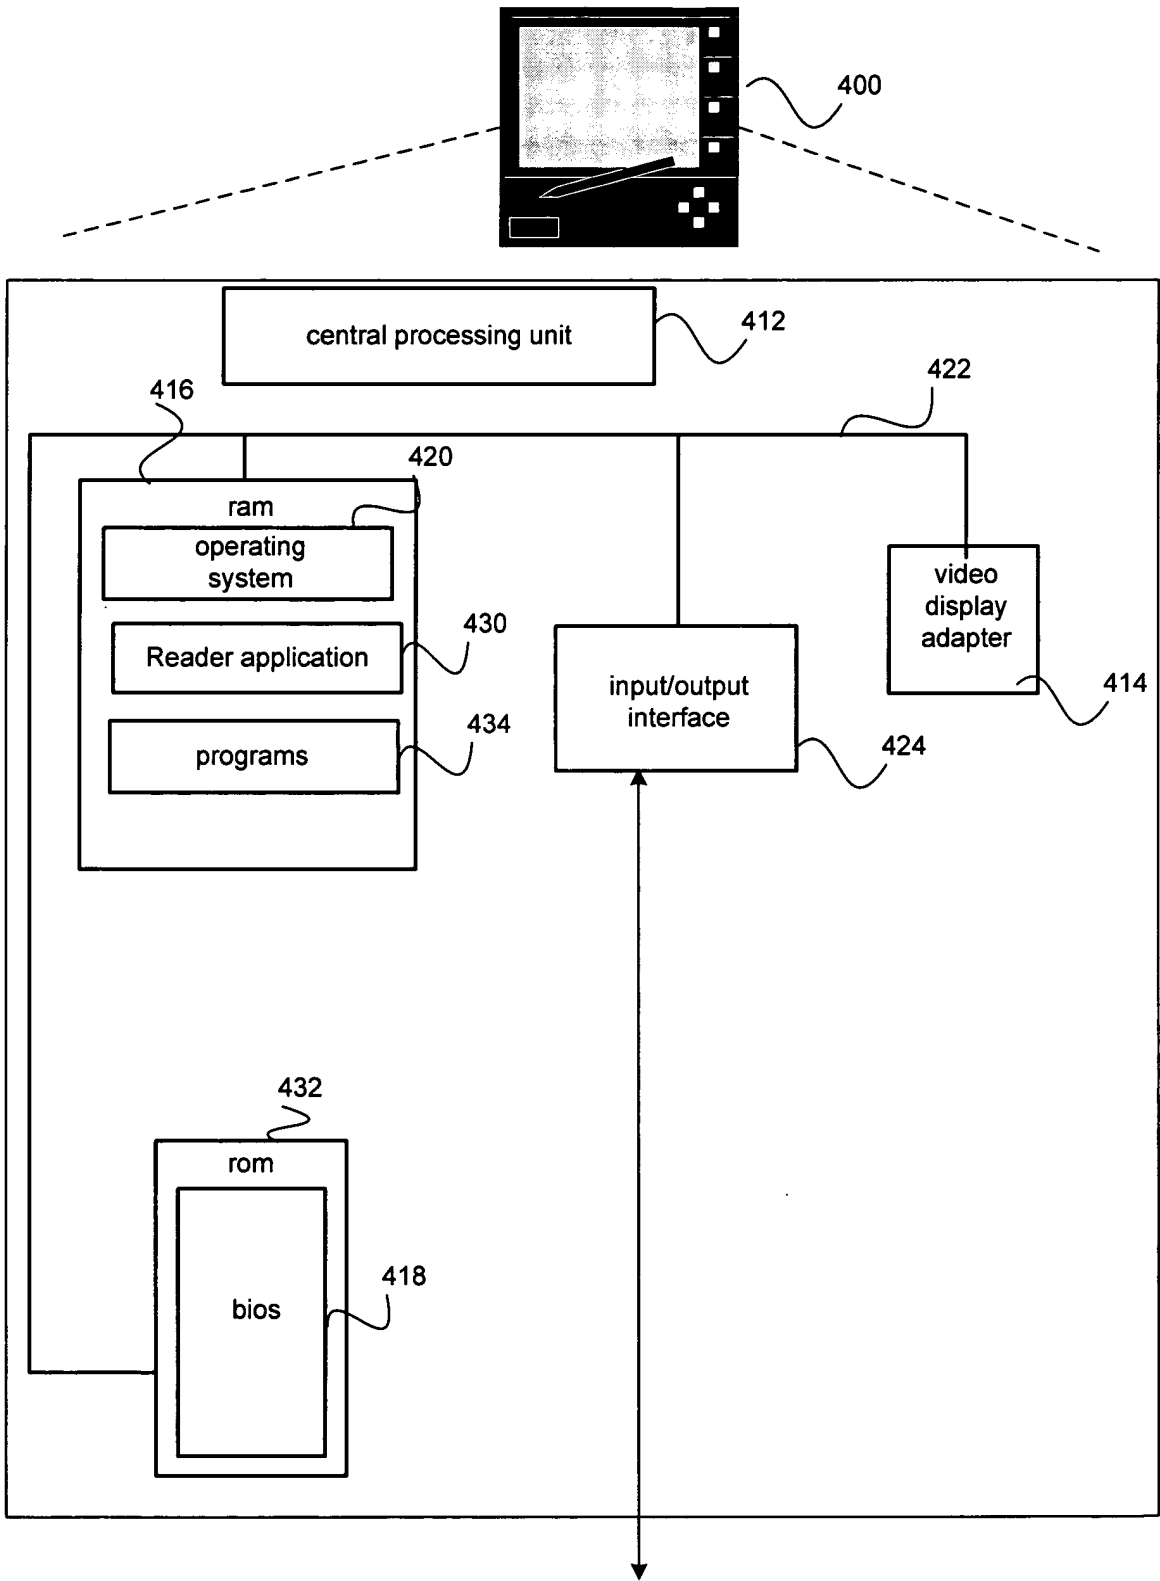 400
central processing unit
412
416
422
420
ram
operating
system
430
Reader application
434
programs
input/output
interface
424
video
display
adapter
414
432
rom
418
bios